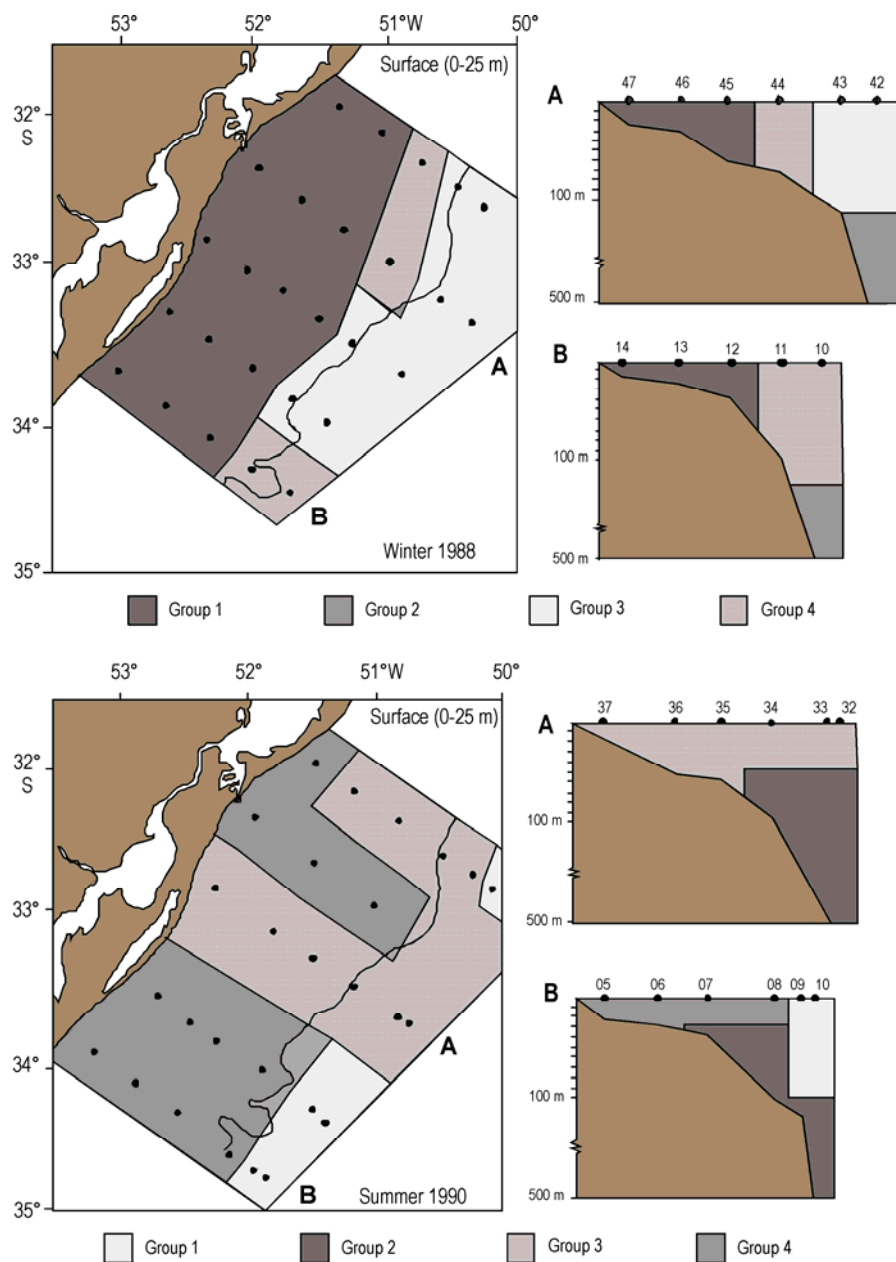 53° 52° 51° 50°
Surface (0-25 m)
32°
S
33°
34°
35°
A
B
Winter 1988
A
47 46 45 44 43 42
100 m
500 m
B
14 13 12 11 10
100 m
500 m
Group 1 Group 2 Group 3 Group 4
53° 52° 51°W 50°
Surface (0-25 m)
32°
S
33°
34°
35°
A
B
Summer 1990
A
37 36 35 34 33 32
100 m
500 m
B
05 06 07 08 09 10
100 m
500 m
Group 1 Group 2 Group 3 Group 4